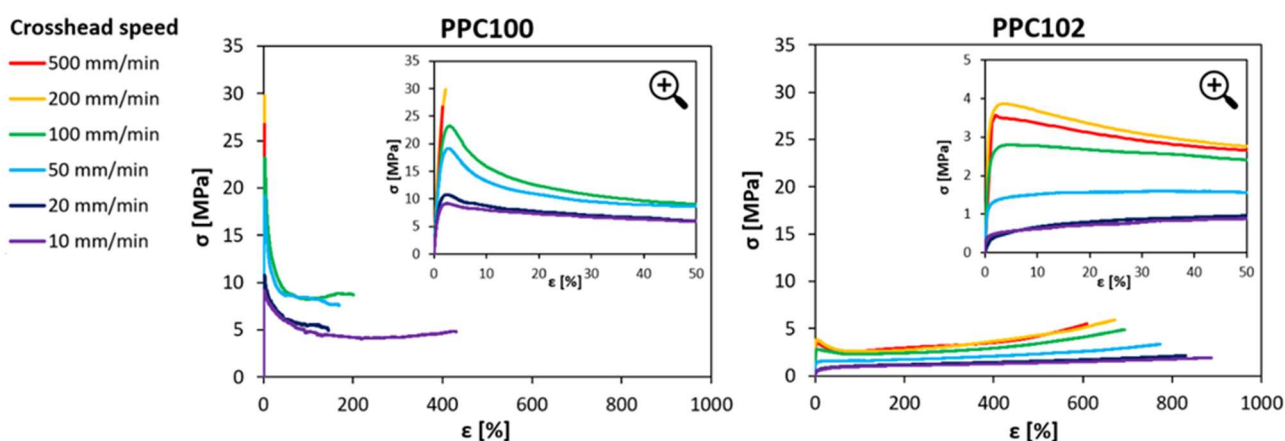 Crosshead speed
500 mm/min
200 mm/min
100 mm/min
50 mm/min
20 mm/min
10 mm/min
PPC100
σ [MPa]
35
30
25
20
15
10
5
0
0 200 400 600 800 1000
ε [%]
σ [MPa]
35
30
25
20
15
10
5
0
0 10 20 30 40 50
ε [%]
PPC102
σ [MPa]
35
30
25
20
15
10
5
0
0 200 400 600 800 1000
ε [%]
σ [MPa]
5
4
3
2
1
0
0 10 20 30 40 50
ε [%]